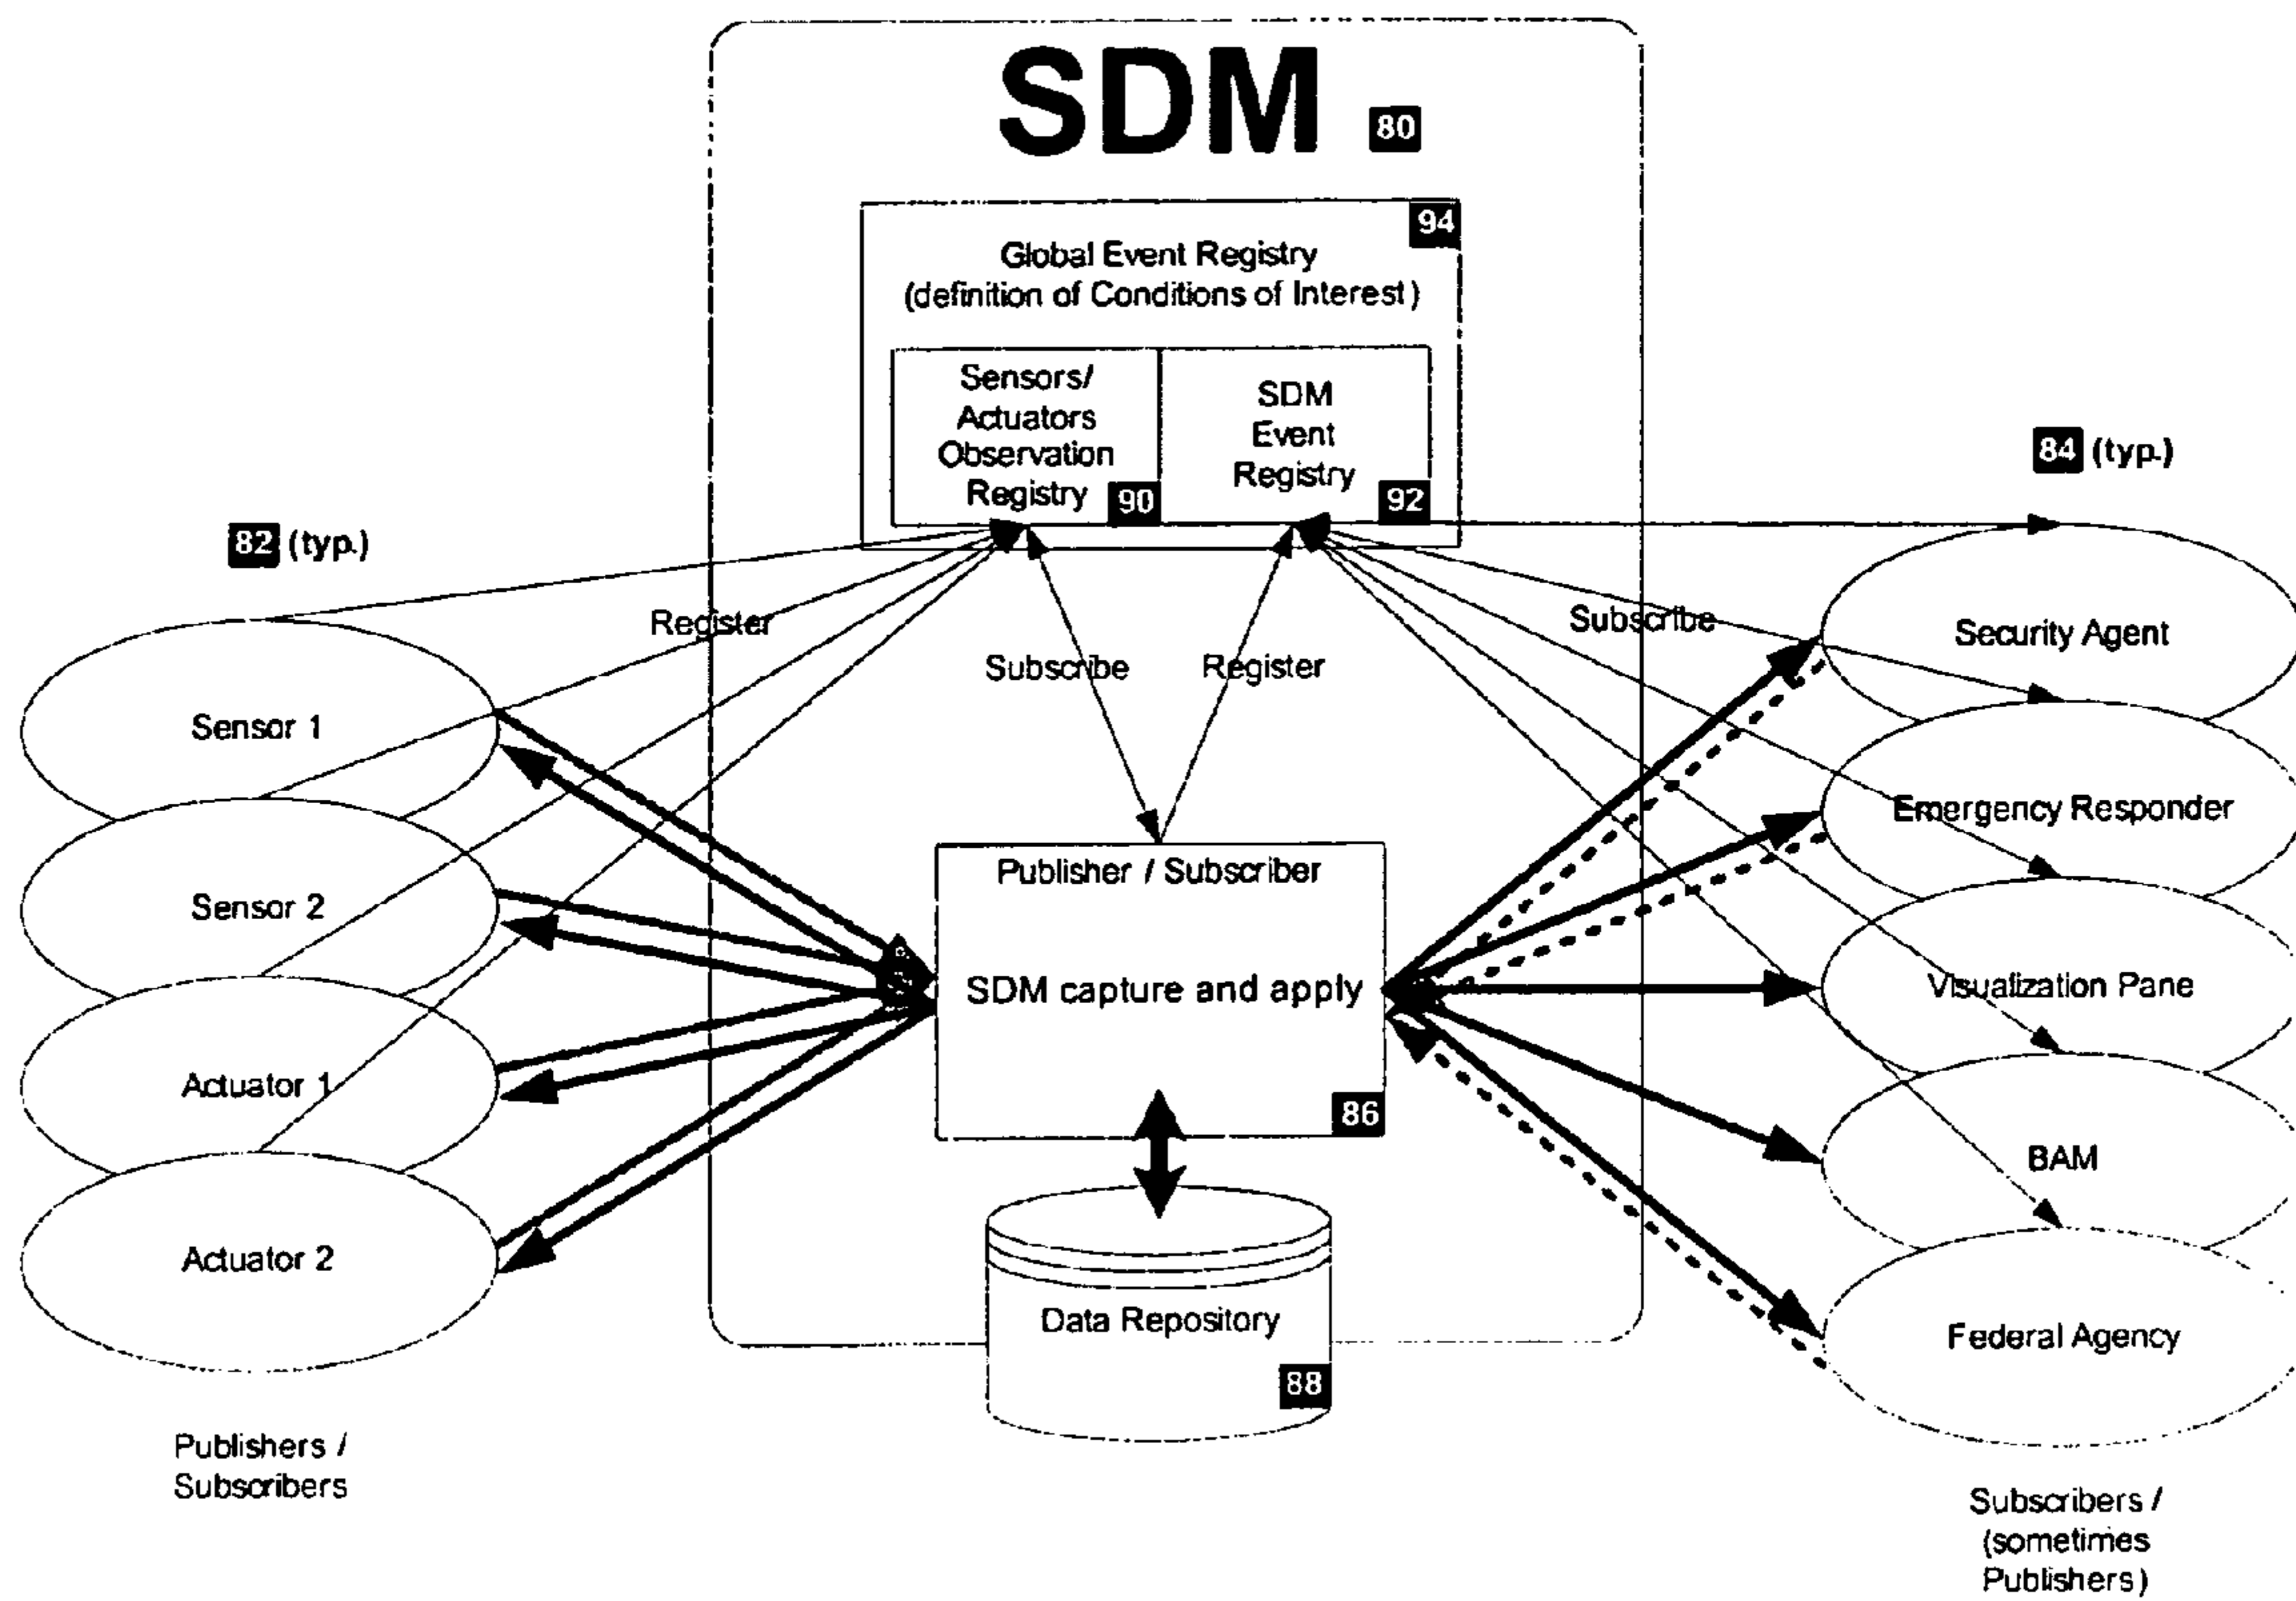 SDM 80
94
Global Event Registry
(definition of Conditions of Interest)
Sensors/
Actuators
Observation
Registry 90
SDM
Event
Registry
92
82 (typ.)
84 (typ.)
Register
Subscribe
Register
Subscribe
Sensor 1
Sensor 2
Actuator 1
Actuator 2
Publishers /
Subscribers
Publisher / Subscriber
SDM capture and apply
86
Data Repository
88
Security Agent
Emergency Responder
Visualization Pane
BAM
Federal Agency
Subscribers /
(sometimes
Publishers)